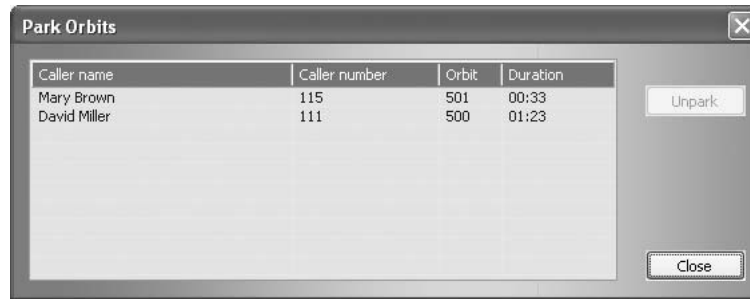 Park Orbits
Caller name Caller number Orbit Duration
Mary Brown 115 501 00:33
David Miller 111 500 01:23
Unpark
Close